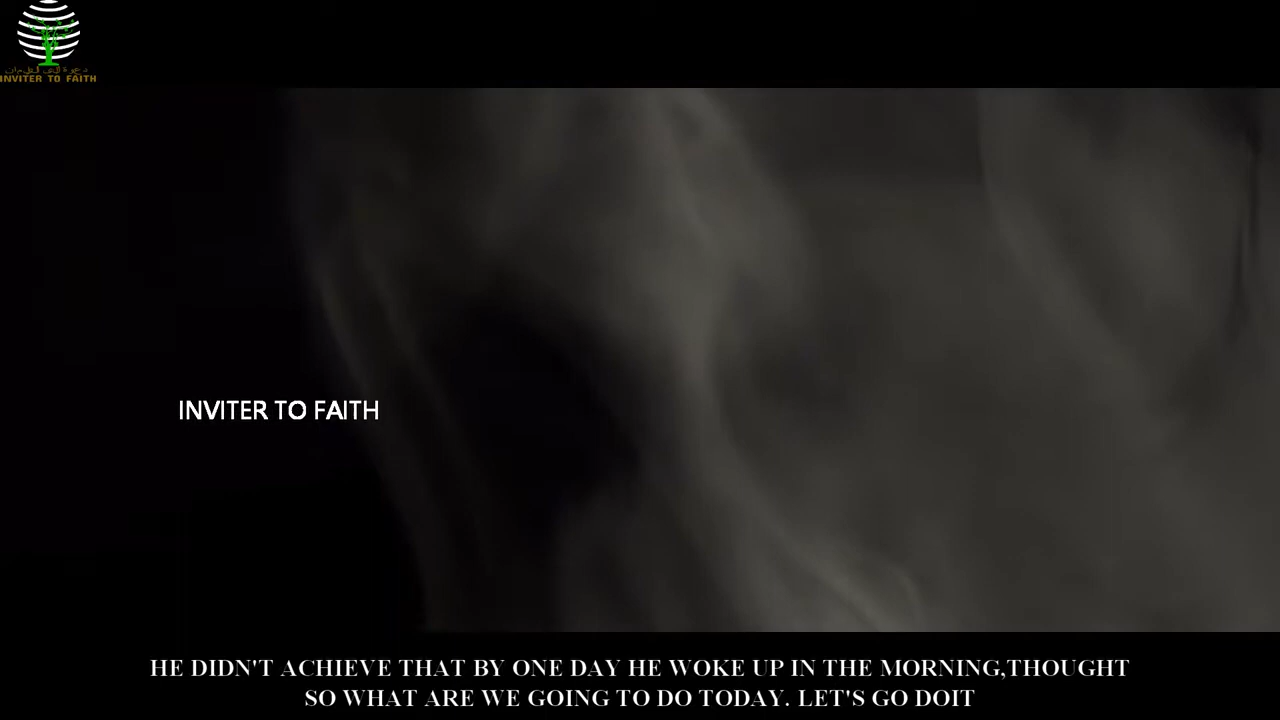 INVITER TO FAITH
INVITER TO FAITH
HE DIDN'T ACHIEVE THAT BY ONE DAY HE WOKE UP IN THE MORNING,THOUGHT
SO WHAT ARE WE GOING TO DO TODAY. LET'S GO DOIT